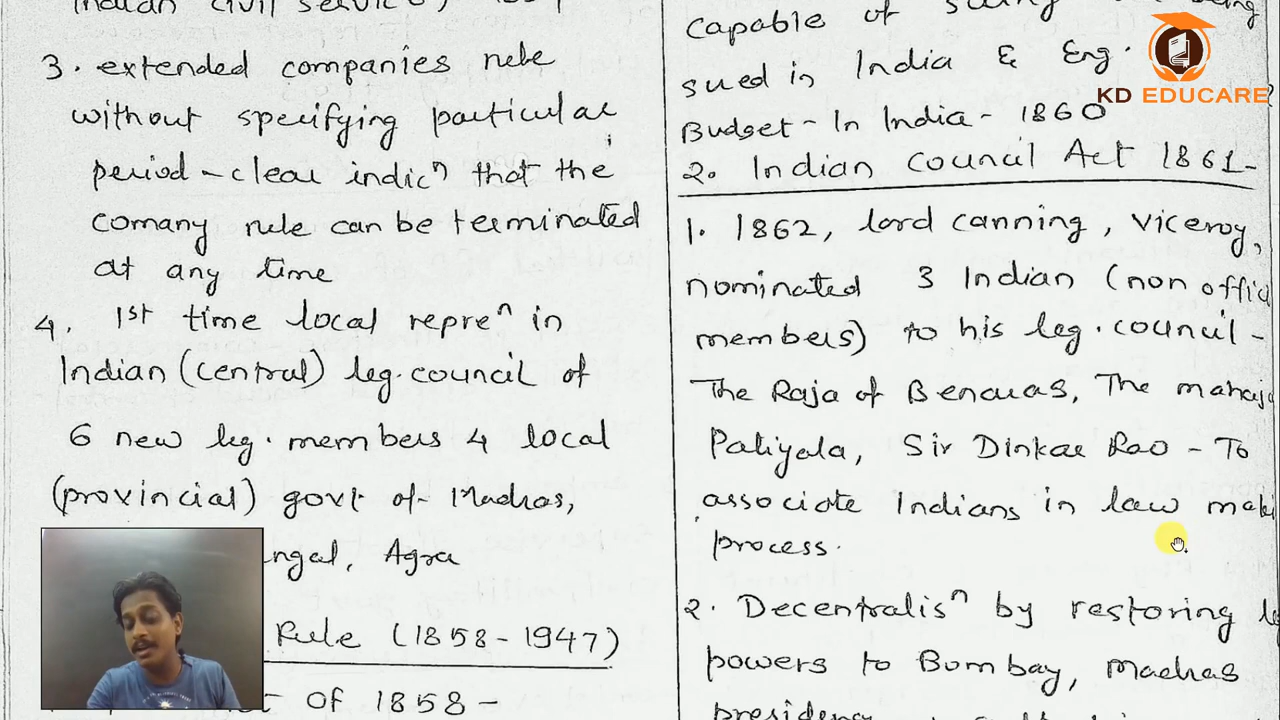 3. extended companies rule
without specifying particular
period - clear indicⁿ that the
comany rule can be terminated
at any time
4. 1st time local repreⁿ in
Indian (central) leg. council of
6 new leg. members 4 local
(provincial) govt of Madras,
ngal, Agra
Rule (1858-1947)
of 1858 -
capable of
sued in India & Eng.
Budget - In India - 1860
2. Indian Council Act 1861-
1. 1862, lord canning, viceroy,
nominated 3 Indian (non offic
members) to his leg. council -
The Raja of Benaras, The mahaja
Patiyala, Sir Dinkar Rao - To
associate Indians in law maki
process.
2. Decentralisⁿ by restoring le
powers to Bombay, Madras
presidency
KD EDUCARE